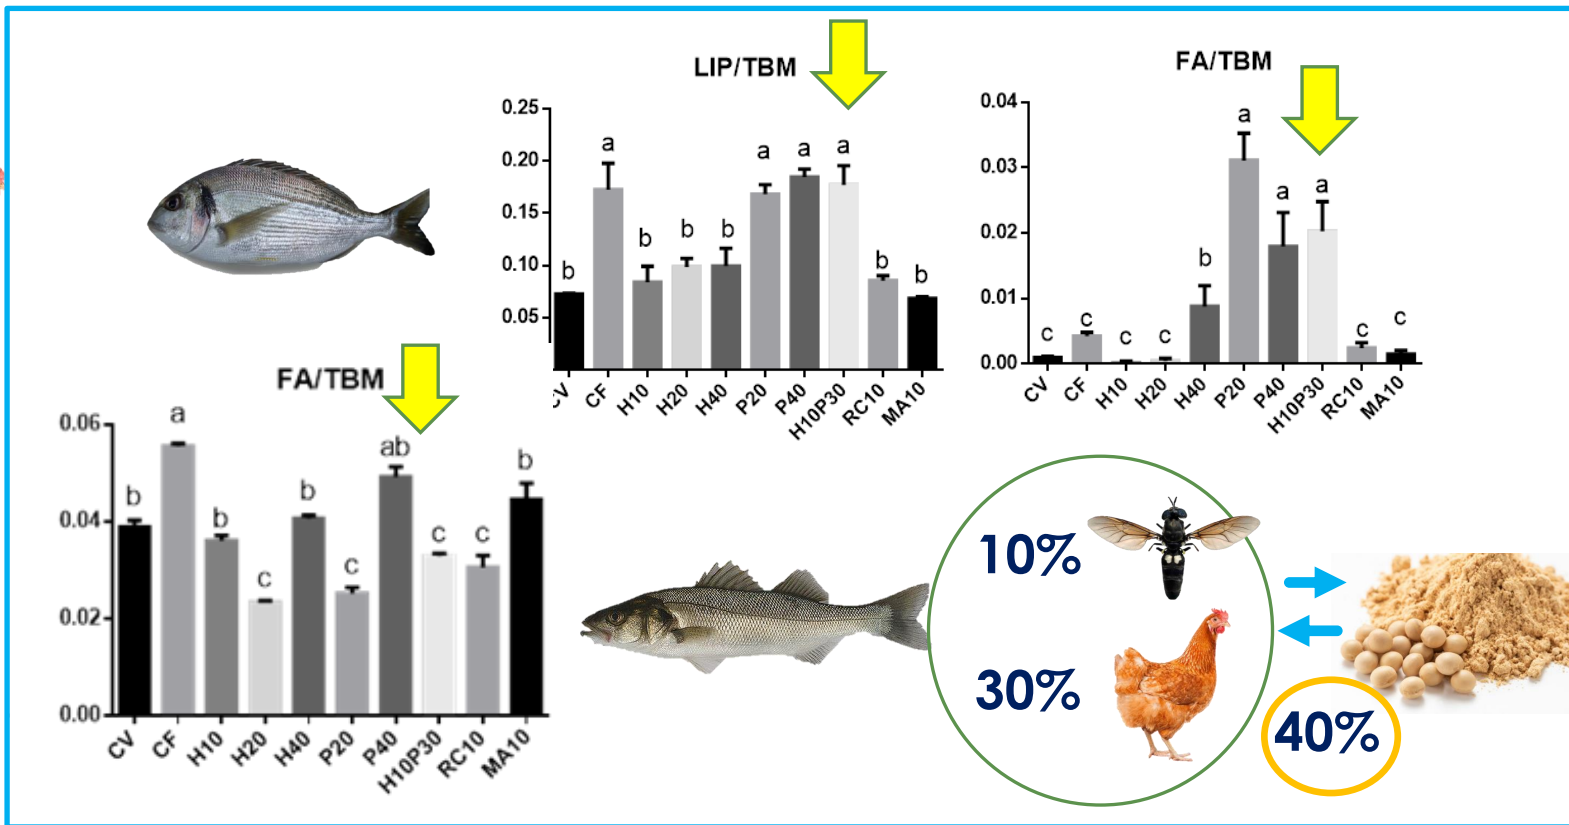 LIP/TBM
0.25
0.20
0.15
0.10
0.05
b
a
b
b
b
a
a
a
b
b
CV
CF
H10
H20
H40
P20
P40
H10P30
RC10
MA10
FA/TBM
0.04
0.03
0.02
0.01
0.00
c
c
c
c
b
a
a
a
c
c
CV
CF
H10
H20
H40
P20
P40
H10P30
RC10
MA10
FA/TBM
0.06
0.04
0.02
0.00
b
a
b
c
b
c
ab
c
c
b
CV
CF
H10
H20
H40
P20
P40
H10P30
RC10
MA10
10%
30%
40%